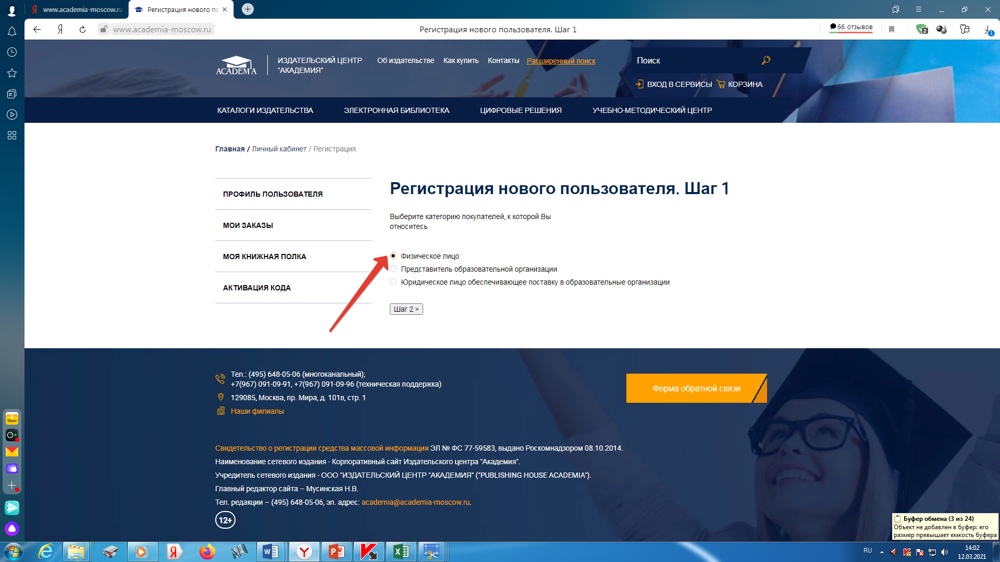 www.academia-moscow.ru
Регистрация нового по
www.academia-moscow.ru
Регистрация нового пользователя. Шаг 1
66 отзывов
2
1
ACADEMIA
ИЗДАТЕЛЬСКИЙ ЦЕНТР
"АКАДЕМИЯ"
Об издательстве
Как купить
Контакты
Расширенный поиск
Поиск
ВХОД В СЕРВИСЫ
КОРЗИНА
КАТАЛОГИ ИЗДАТЕЛЬСТВА
ЭЛЕКТРОННАЯ БИБЛИОТЕКА
ЦИФРОВЫЕ РЕШЕНИЯ
УЧЕБНО-МЕТОДИЧЕСКИЙ ЦЕНТР
Главная / Личный кабинет / Регистрация
ПРОФИЛЬ ПОЛЬЗОВАТЕЛЯ
МОИ ЗАКАЗЫ
МОЯ КНИЖНАЯ ПОЛКА
АКТИВАЦИЯ КОДА
Регистрация нового пользователя. Шаг 1
Выберите категорию покупателей, к которой Вы
относитесь
Физическое лицо
Представитель образовательной организации
Юридическое лицо обеспечивающее поставку в образовательные организации
Шаг 2 >
Тел.: (495) 648-05-06 (многоканальный);
+7(967) 091-09-91, +7(967) 091-09-96 (техническая поддержка)
129085, Москва, пр. Мира, д. 101в, стр. 1
Наши филиалы
Форма обратной связи
Свидетельство о регистрации средства массовой информации ЭЛ № ФС 77-59583, выдано Роскомнадзором 08.10.2014.
Наименование сетевого издания - Корпоративный сайт Издательского центра "Академия".
Учредитель сетевого издания - ООО "ИЗДАТЕЛЬСКИЙ ЦЕНТР "АКАДЕМИЯ" ("PUBLISHING HOUSE ACADEMIA").
Главный редактор сайта – Мусинская Н.В.
Тел. редакции – (495) 648-05-06, эл. адрес: academia@academia-moscow.ru.
12+
Маркет
Буфер обмена (3 из 24)
Объект не добавлен в буфер: его
размер превышает емкость буфера
RU
14:02
12.03.2021